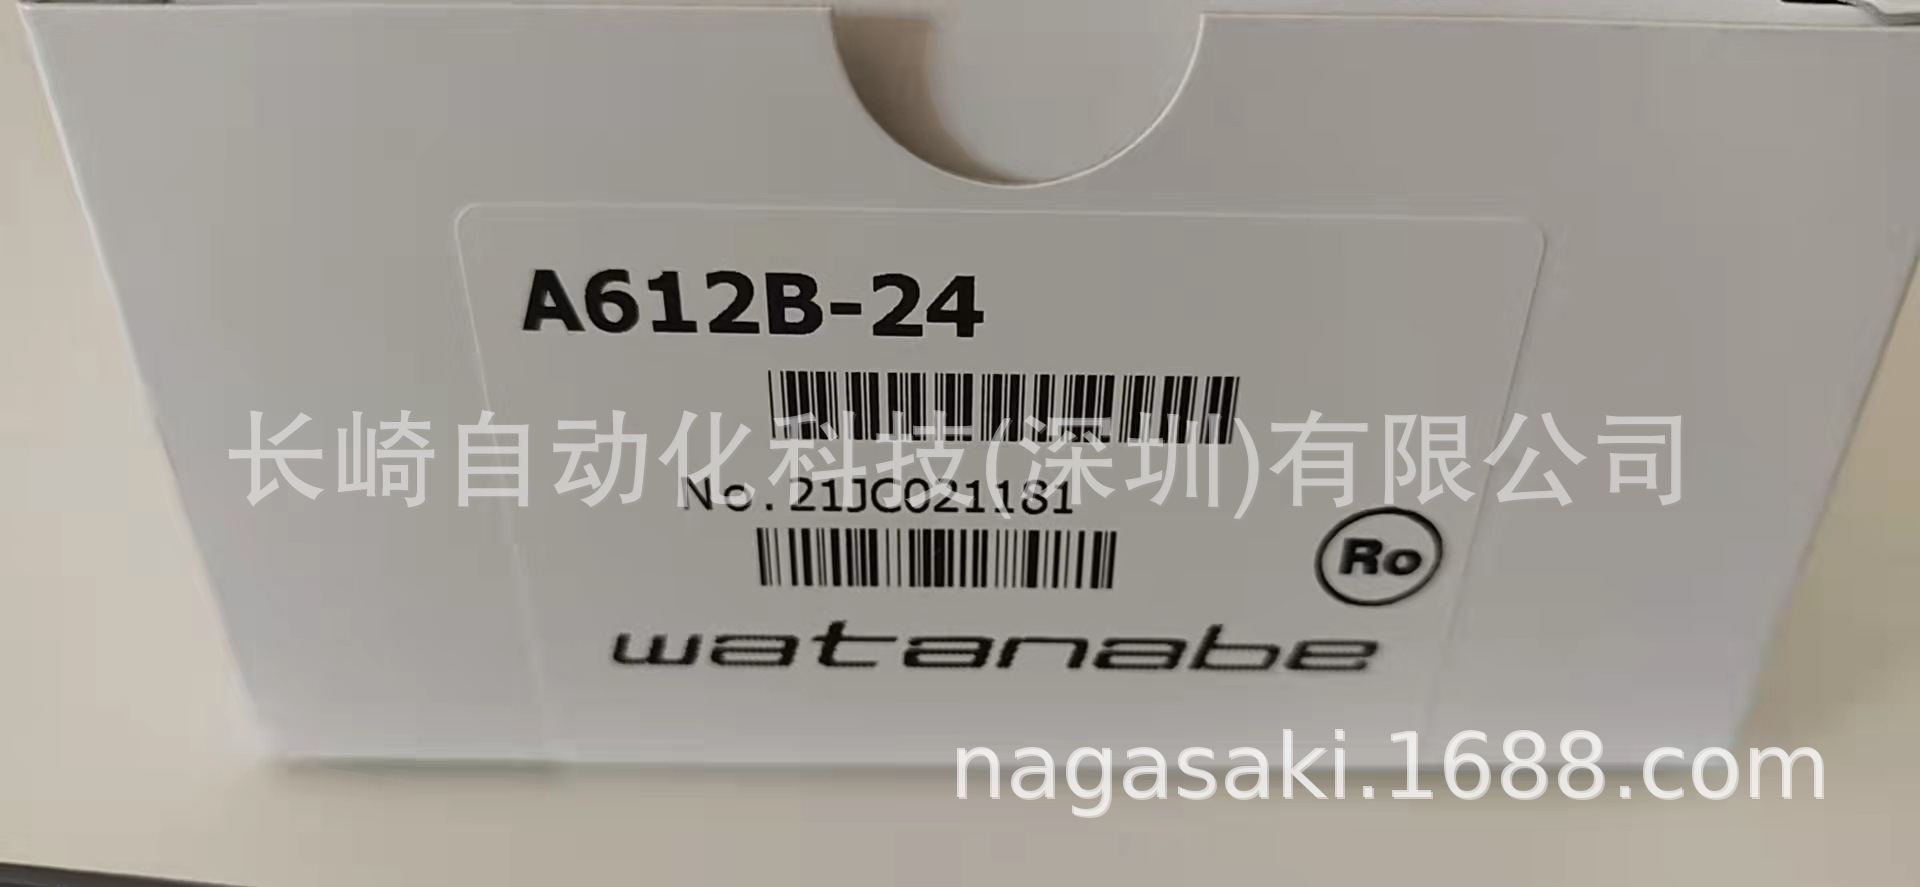 A612B-24
长崎自动化科技(深圳)有限公司
No.21JC021181
Ro
watanabe
nagasaki.1688.com